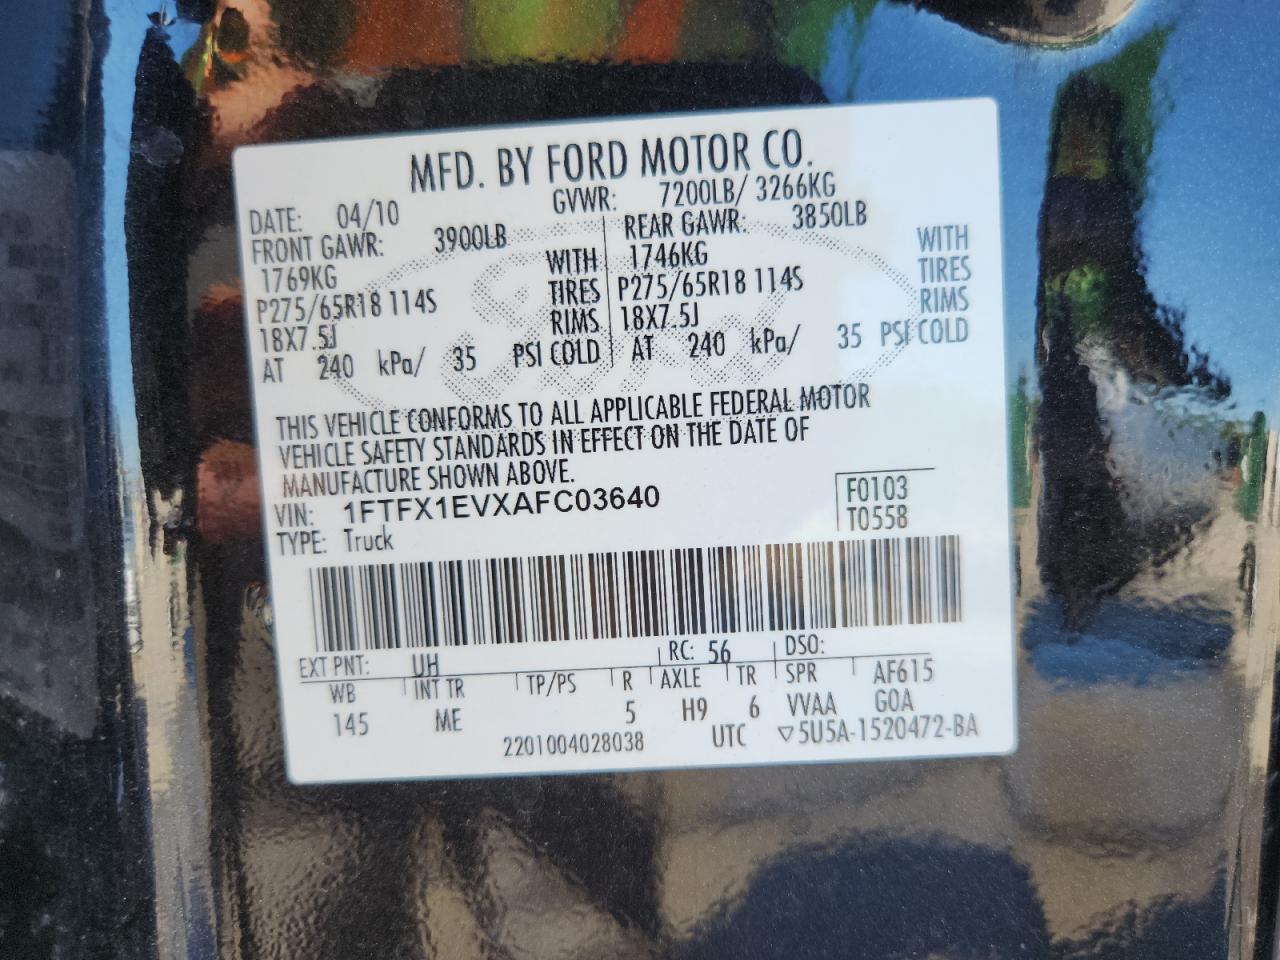 MFD. BY FORD MOTOR CO.
DATE: 04/10 GVWR: 7200LB/ 3266KG
FRONT GAWR: 3900LB REAR GAWR: 3850LB
1769KG WITH 1746KG WITH
P275/65R18 114S TIRES P275/65R18 114S TIRES
18X7.5J RIMS 18X7.5J RIMS
AT 240 kPa/ 35 PSI COLD AT 240 kPa/ 35 PSI COLD
THIS VEHICLE CONFORMS TO ALL APPLICABLE FEDERAL MOTOR
VEHICLE SAFETY STANDARDS IN EFFECT ON THE DATE OF
MANUFACTURE SHOWN ABOVE.
VIN: 1FTFX1EVXAFC03640 F0103
TYPE: Truck T0558
EXT PNT: UH RC: 56 DSO:
WB INT TR TP/PS R AXLE TR SPR AF615
145 ME 5 H9 6 VVAA GOA
2201004028038 UTC ▽5U5A-1520472-BA